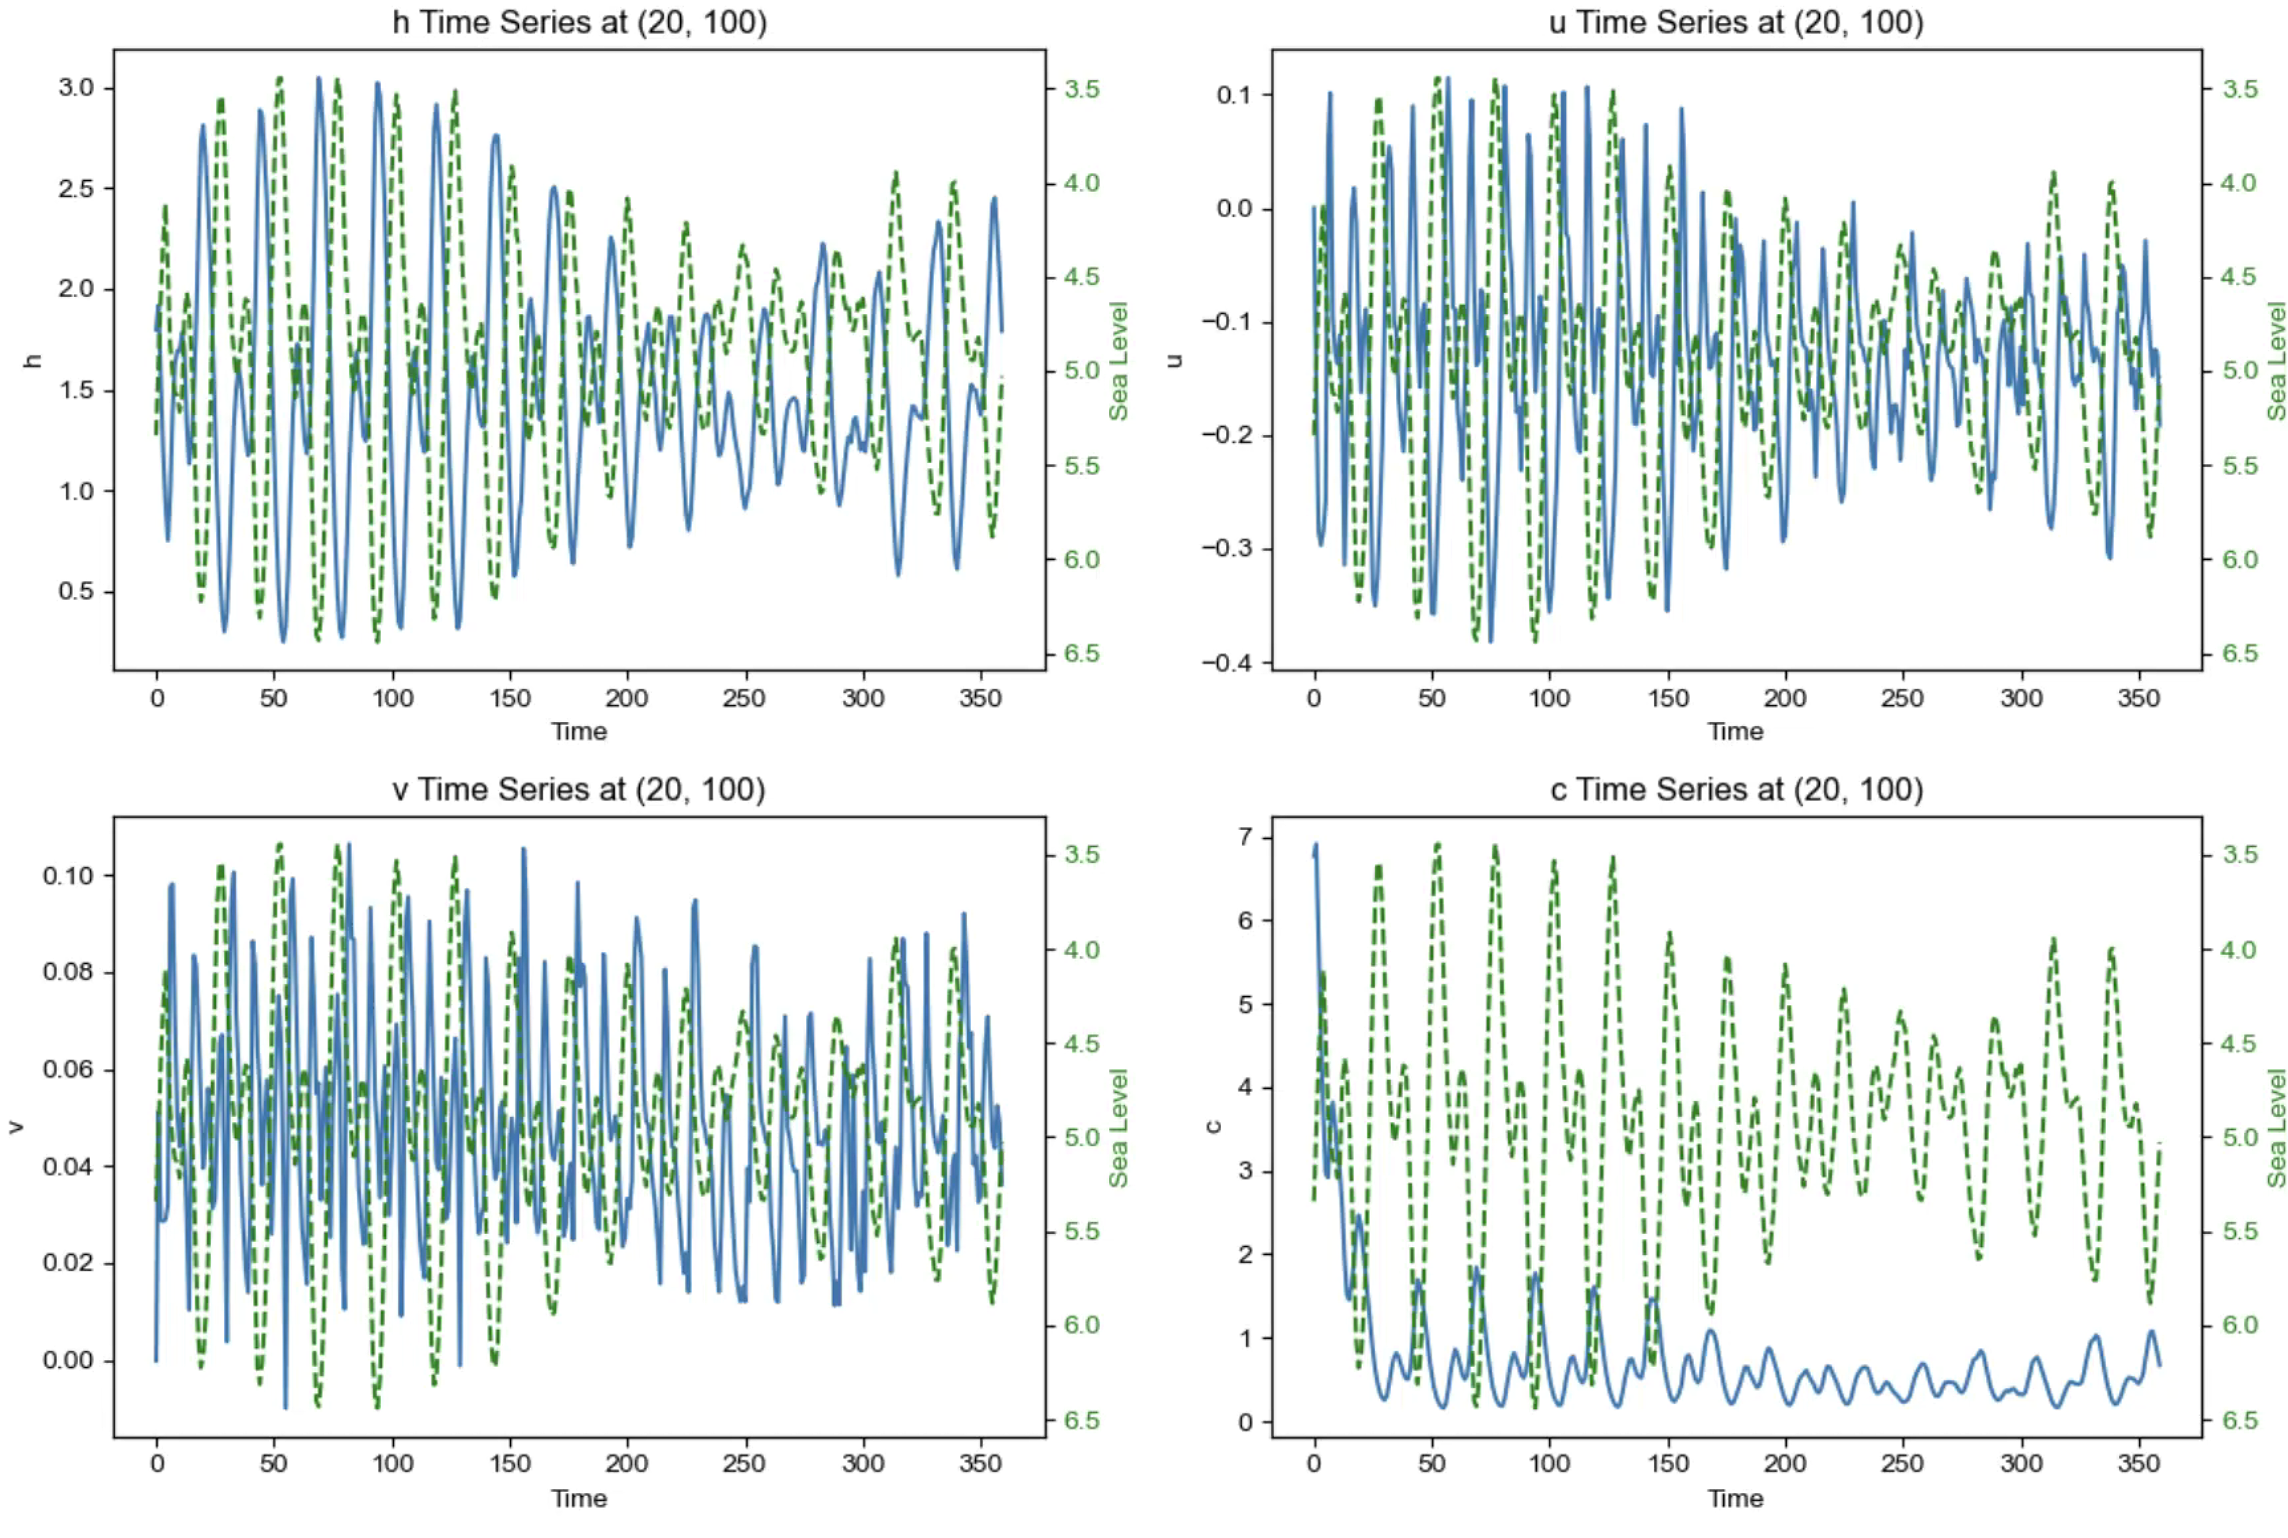 h Time Series at (20, 100)
3.0
2.5
2.0
1.5
1.0
0.5
h
3.5
4.0
4.5
5.0
5.5
6.0
6.5
Sea Level
0 50 100 150 200 250 300 350
Time
u Time Series at (20, 100)
0.1
0.0
−0.1
−0.2
−0.3
−0.4
u
3.5
4.0
4.5
5.0
5.5
6.0
6.5
Sea Level
0 50 100 150 200 250 300 350
Time
v Time Series at (20, 100)
0.10
0.08
0.06
0.04
0.02
0.00
v
3.5
4.0
4.5
5.0
5.5
6.0
6.5
Sea Level
0 50 100 150 200 250 300 350
Time
c Time Series at (20, 100)
7
6
5
4
3
2
1
0
c
3.5
4.0
4.5
5.0
5.5
6.0
6.5
Sea Level
0 50 100 150 200 250 300 350
Time